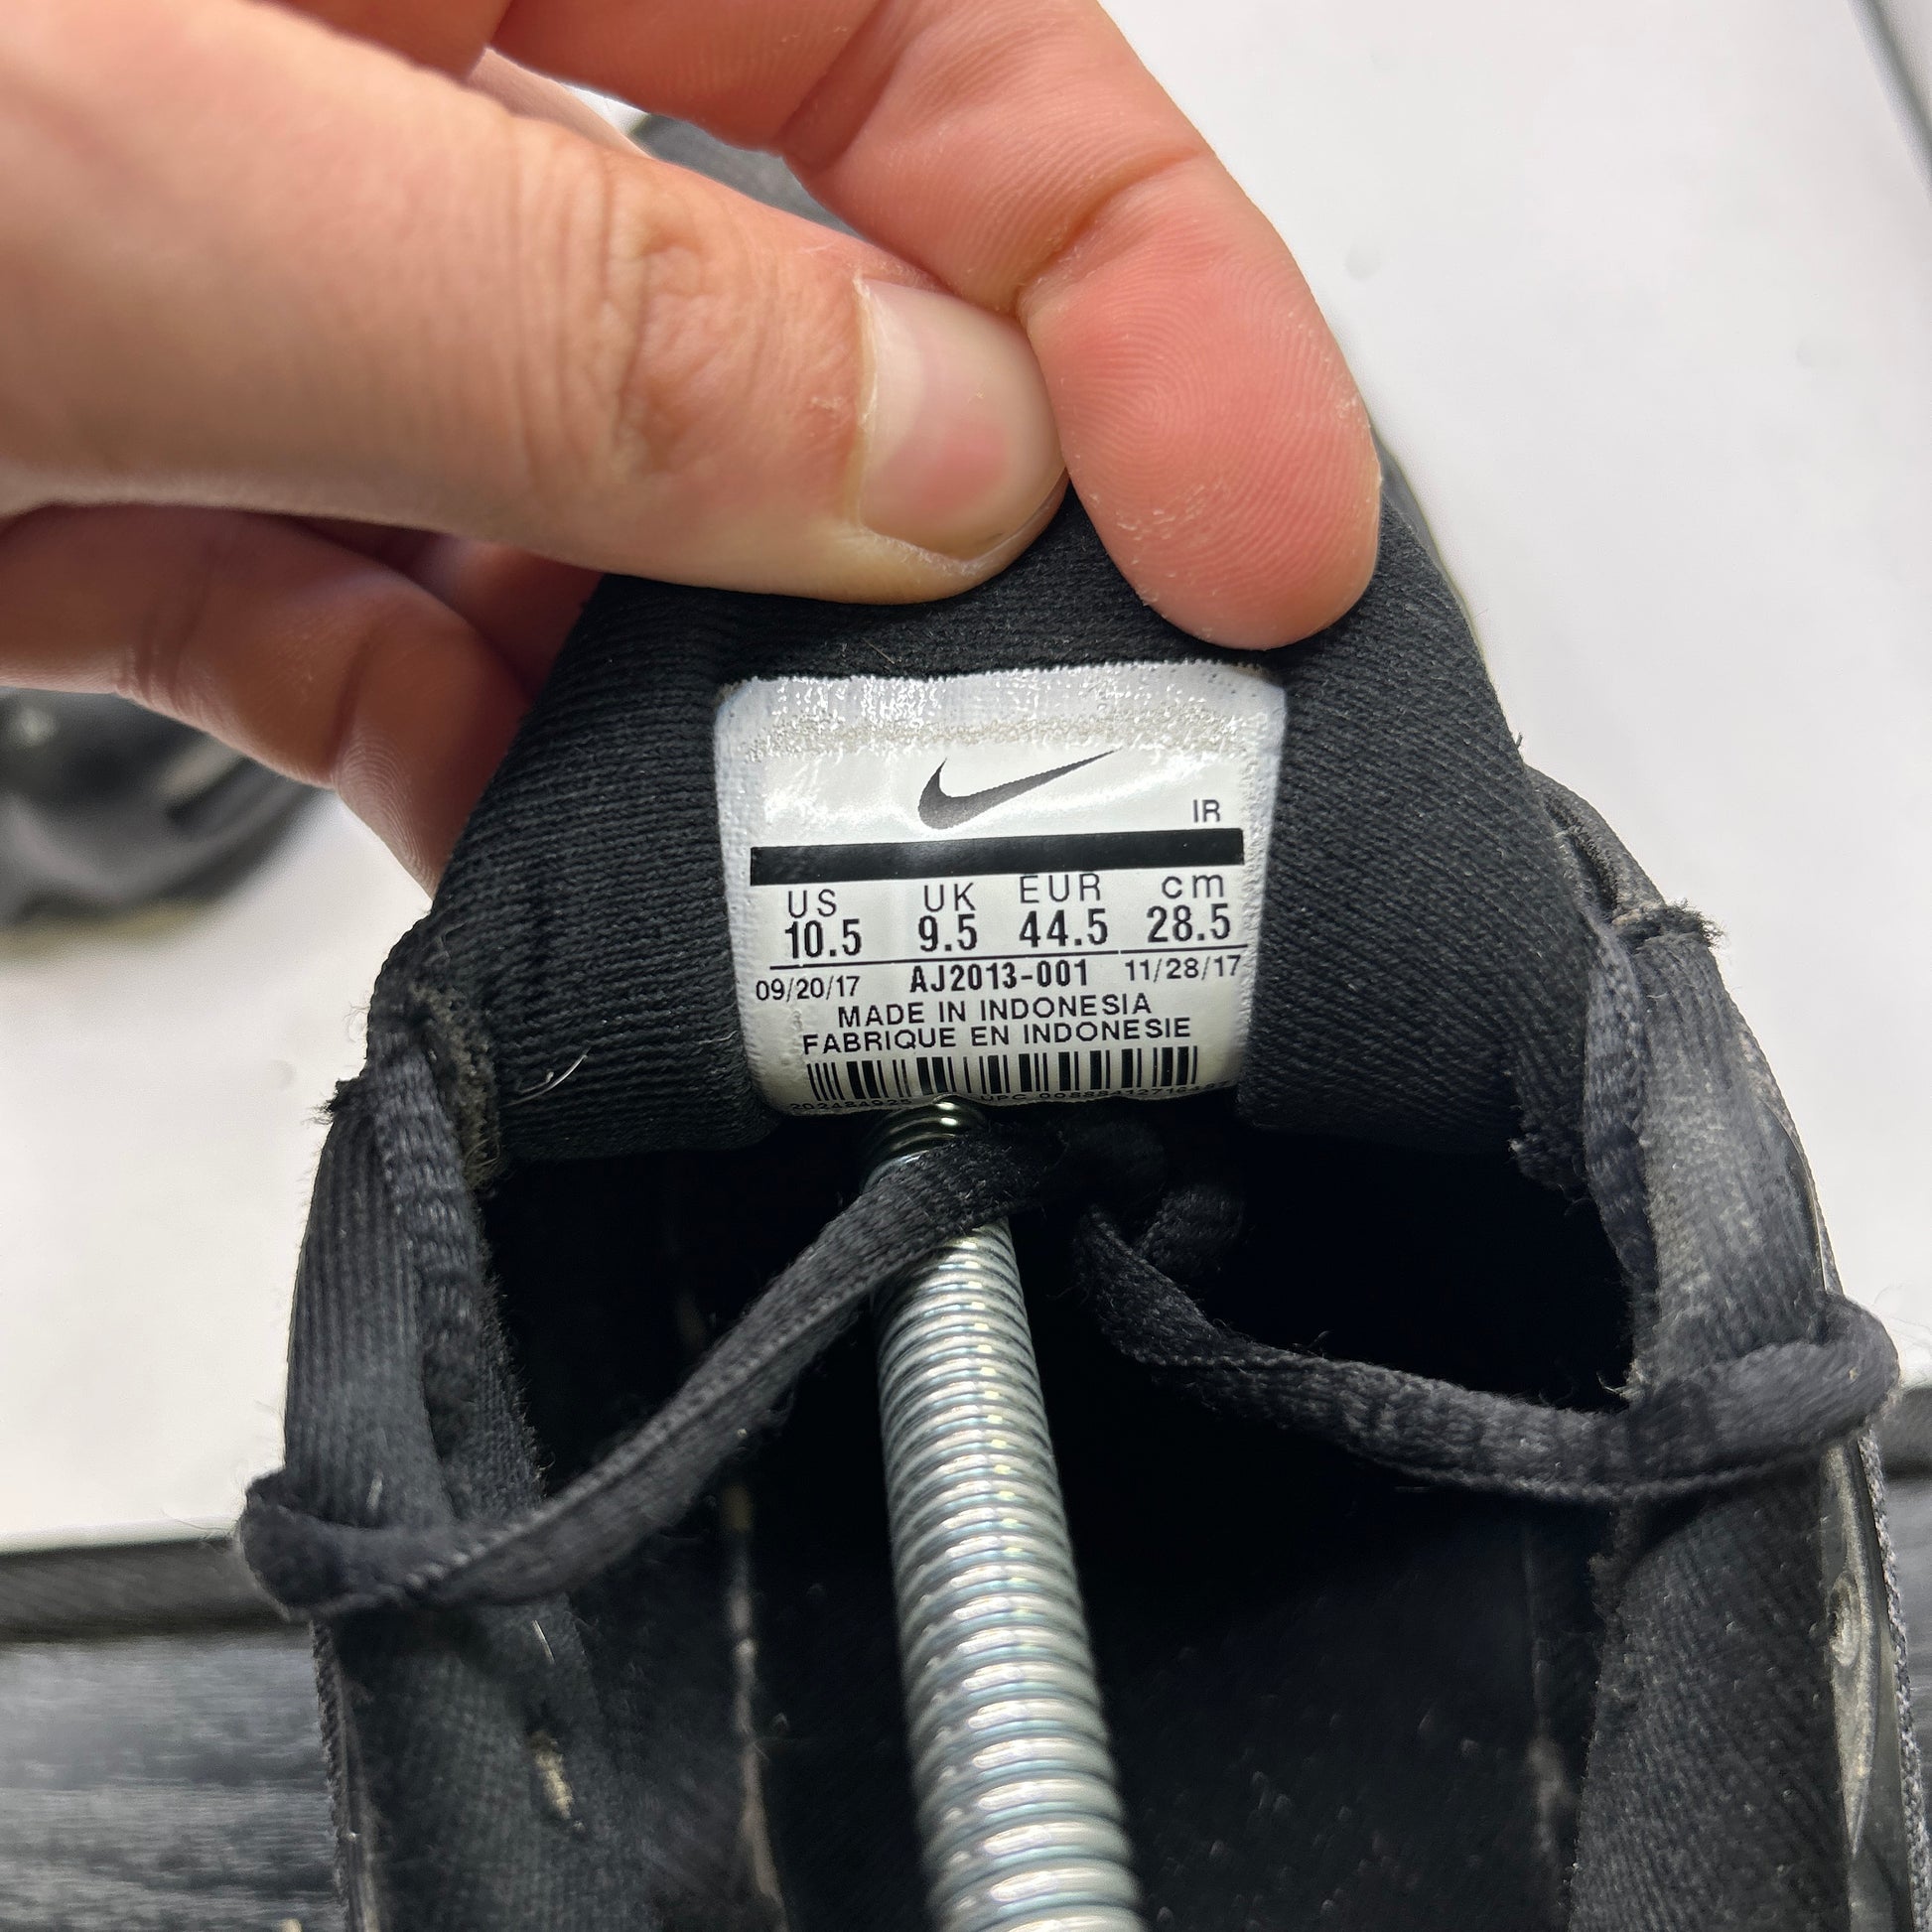 IR
US UK EUR cm
10.5 9.5 44.5 28.5
09/20/17 AJ2013-001 11/28/17
MADE IN INDONESIA
FABRIQUE EN INDONESIE
UPC